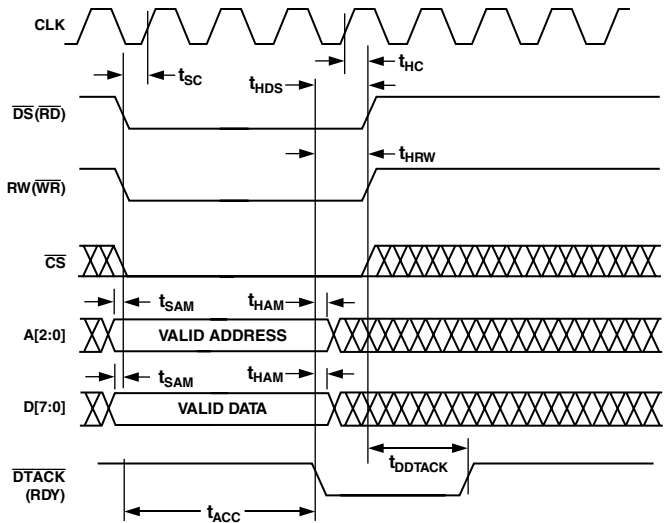 CLK
tSC
tHC
tHDS
DS(RD)
tHRW
RW(WR)
CS
tSAM
tHAM
A[2:0]
VALID ADDRESS
tSAM
tHAM
D[7:0]
VALID DATA
tDDTACK
DTACK
(RDY)
tACC